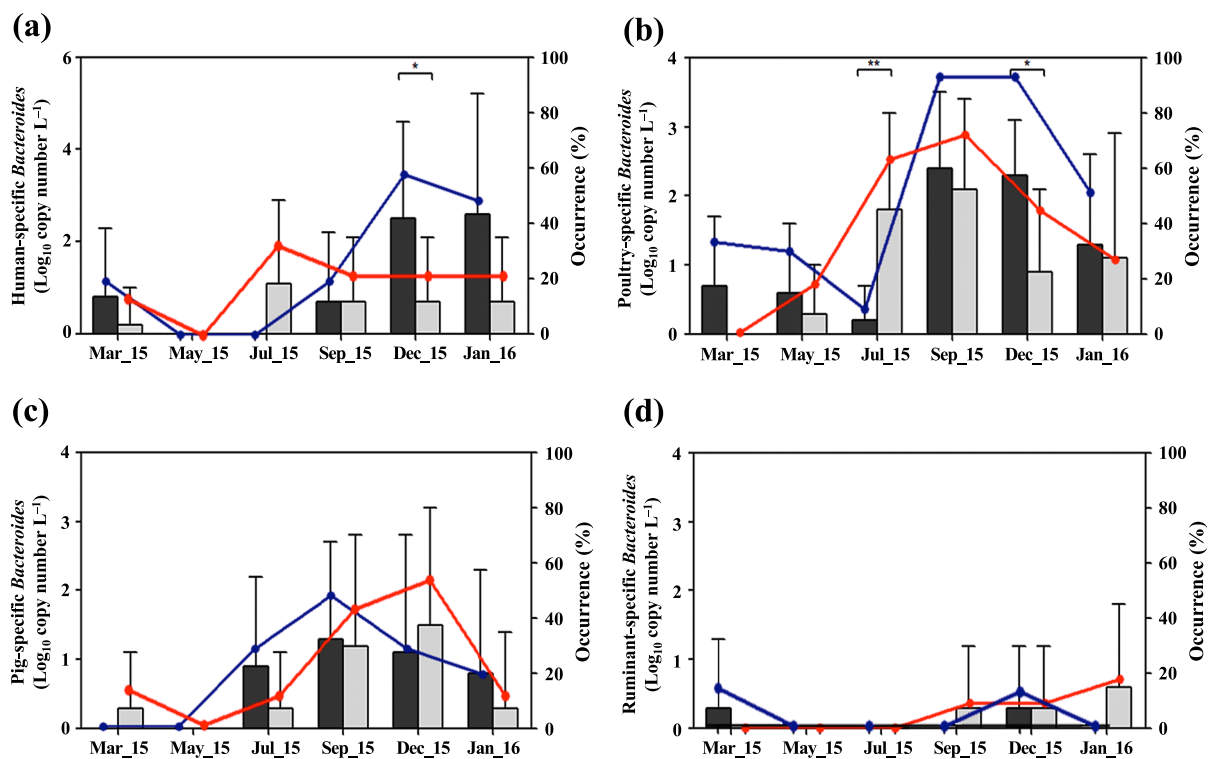 (a)
Human-specific Bacteroides
(Log₁₀ copy number L⁻¹)
6
4
2
0
100
80
60
40
20
0
Occurrence (%)
*
Mar_15 May_15 Jul_15 Sep_15 Dec_15 Jan_16
(b)
Poultry-specific Bacteroides
(Log₁₀ copy number L⁻¹)
4
3
2
1
0
100
80
60
40
20
0
Occurrence (%)
**
*
Mar_15 May_15 Jul_15 Sep_15 Dec_15 Jan_16
(c)
Pig-specific Bacteroides
(Log₁₀ copy number L⁻¹)
4
3
2
1
0
100
80
60
40
20
0
Occurrence (%)
Mar_15 May_15 Jul_15 Sep_15 Dec_15 Jan_16
(d)
Ruminant-specific Bacteroides
(Log₁₀ copy number L⁻¹)
4
3
2
1
0
100
80
60
40
20
0
Occurrence (%)
Mar_15 May_15 Jul_15 Sep_15 Dec_15 Jan_16